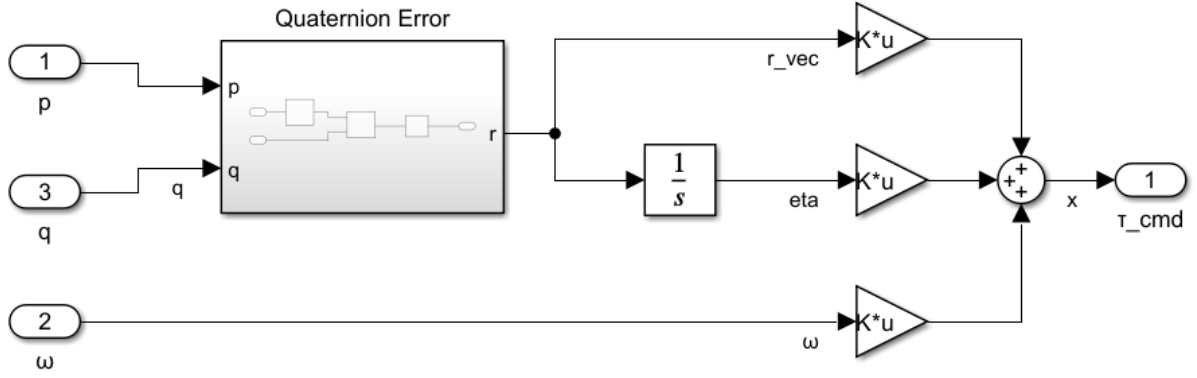 Quaternion Error
1
p
p
r_vec
K*u
r
3
q
q
q
1
s
eta
K*u
+
+
+
x
1
τ_cmd
2
ω
ω
K*u